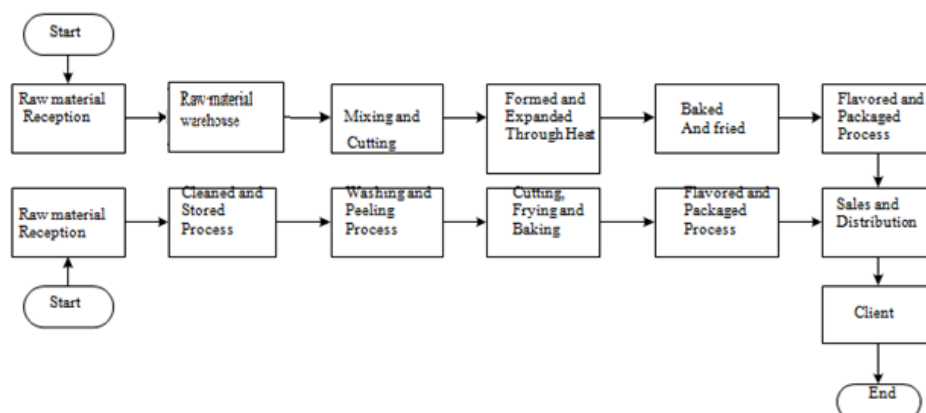 Start
Raw material
Reception
Raw-material
warehouse
Mixing and
Cutting
Formed and
Expanded
Through Heat
Baked
And fried
Flavored and
Packaged
Process
Raw material
Reception
Cleaned and
Stored
Process
Washing and
Peeling
Process
Cutting,
Frying and
Baking
Flavored and
Packaged
Process
Sales and
Distribution
Start
Client
End